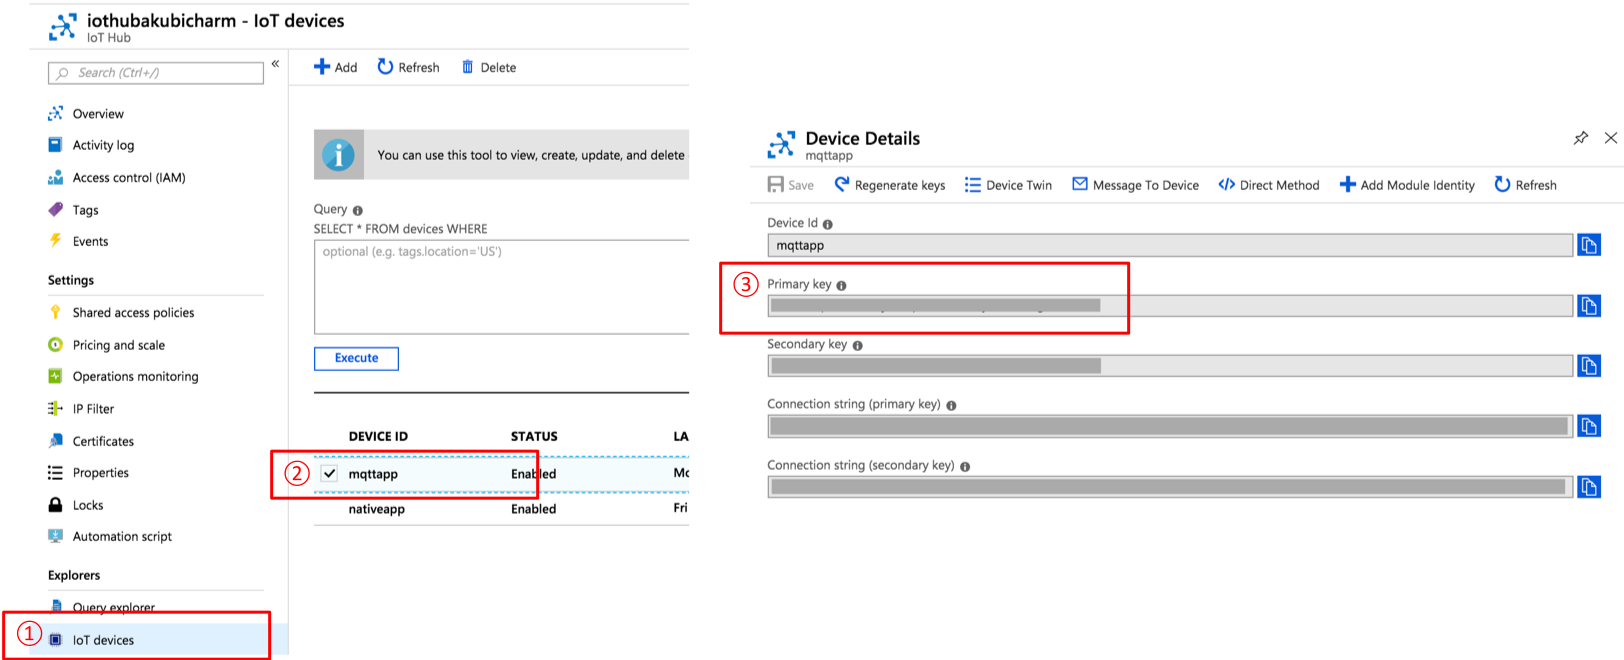 iothubakubicharm - IoT devices
IoT Hub
Search (Ctrl+/)
«
Overview
Activity log
Access control (IAM)
Tags
Events
Settings
Shared access policies
Pricing and scale
Operations monitoring
IP Filter
Certificates
Properties
Locks
Automation script
Explorers
Query explorer
① IoT devices
Add Refresh Delete
You can use this tool to view, create, update, and delete
Query
SELECT * FROM devices WHERE
optional (e.g. tags.location='US')
Execute
DEVICE ID STATUS LA
② mqttapp Enabled Mo
nativeapp Enabled Fri
Device Details
mqttapp
Save Regenerate keys Device Twin Message To Device Direct Method Add Module Identity Refresh
Device Id
mqttapp
③ Primary key
Secondary key
Connection string (primary key)
Connection string (secondary key)